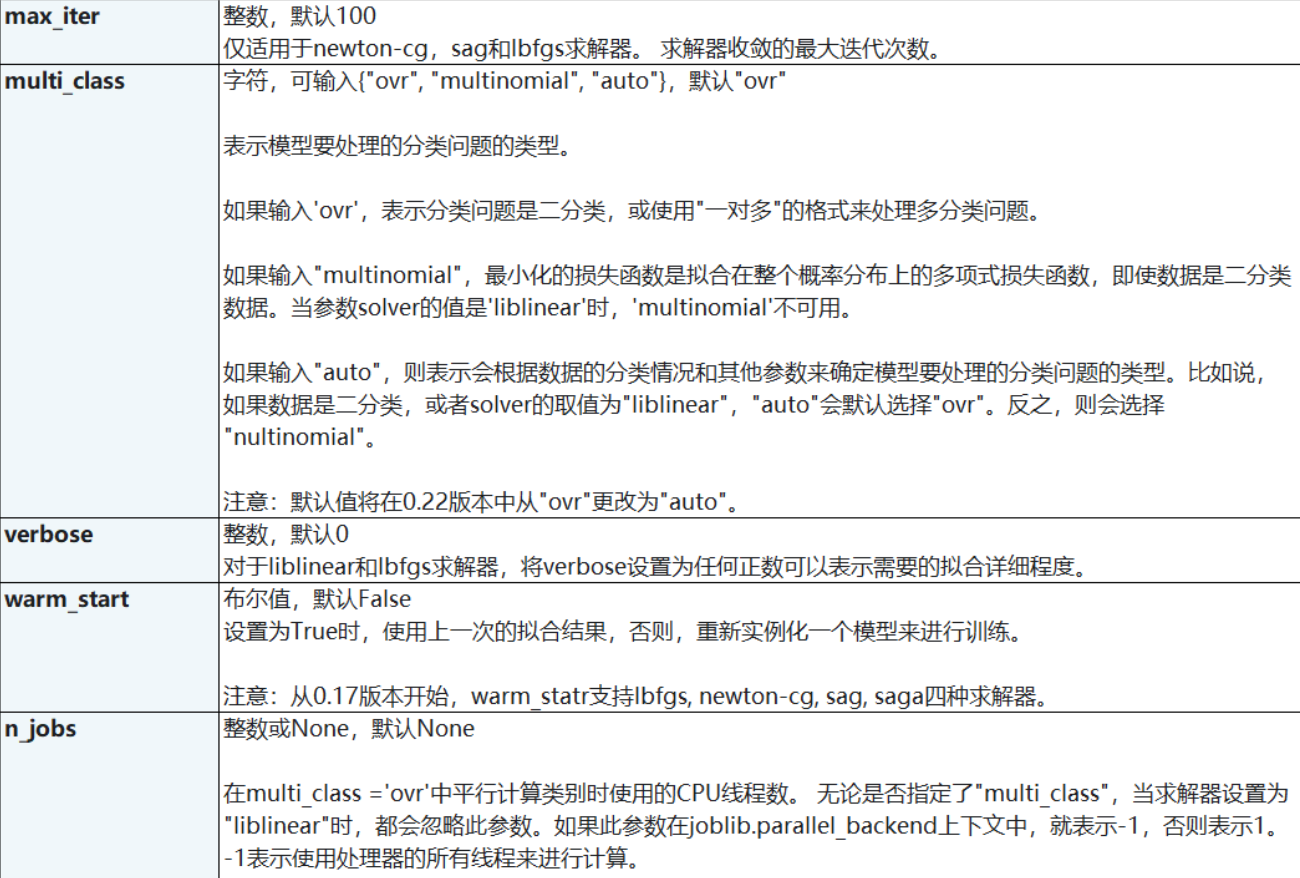 max_iter
整数，默认100
仅适用于newton-cg，sag和lbfgs求解器。 求解器收敛的最大迭代次数。
multi_class
字符，可输入{"ovr", "multinomial", "auto"}，默认"ovr"
表示模型要处理的分类问题的类型。
如果输入'ovr'，表示分类问题是二分类，或使用"一对多"的格式来处理多分类问题。
如果输入"multinomial"，最小化的损失函数是拟合在整个概率分布上的多项式损失函数，即使数据是二分类
数据。当参数solver的值是'liblinear'时，'multinomial'不可用。
如果输入"auto"，则表示会根据数据的分类情况和其他参数来确定模型要处理的分类问题的类型。比如说，
如果数据是二分类，或者solver的取值为"liblinear"，"auto"会默认选择"ovr"。反之，则会选择
"nultinomial"。
注意：默认值将在0.22版本中从"ovr"更改为"auto"。
verbose
整数，默认0
对于liblinear和lbfgs求解器，将verbose设置为任何正数可以表示需要的拟合详细程度。
warm_start
布尔值，默认False
设置为True时，使用上一次的拟合结果，否则，重新实例化一个模型来进行训练。
注意：从0.17版本开始，warm_statr支持lbfgs, newton-cg, sag, saga四种求解器。
n_jobs
整数或None，默认None
在multi_class ='ovr'中平行计算类别时使用的CPU线程数。 无论是否指定了"multi_class"，当求解器设置为
"liblinear"时，都会忽略此参数。如果此参数在joblib.parallel_backend上下文中，就表示-1，否则表示1。
-1表示使用处理器的所有线程来进行计算。